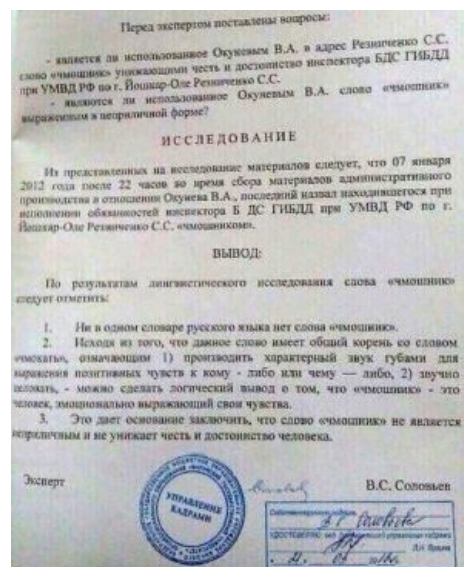 Перед экспертом поставлены вопросы:
- является ли использованное Окуневым В.А. в адрес Резниченко С.С.
слово «чмошник» унижающими честь и достоинство инспектора БДС ГИБДД
при УМВД РФ по г. Йошкар-Оле Резниченко С.С.
- являются ли использованное Окуневым В.А. слово «чмошник»
выраженным в неприличной форме?
ИССЛЕДОВАНИЕ
Из представленных на исследование материалов следует, что 07 января
2012 года после 22 часов во время сбора материалов административного
производства в отношении Окунева В.А., последний назвал находившегося при
исполнении обязанностей инспектора Б ДС ГИБДД при УМВД РФ по г.
Йошкар-Оле Резниченко С.С. «чмошником».
ВЫВОД:
По результатам лингвистического исследования слова «чмошник»
следует отметить:
1. Ни в одном словаре русского языка нет слова «чмошник».
2. Исходя из того, что данное слово имеет общий корень со словом
«чмокать», означающим 1) производить характерный звук губами для
выражения позитивных чувств к кому - либо или чему — либо, 2) звучно
целовать, - можно сделать логический вывод о том, что «чмошник» - это
человек, эмоционально выражающий свои чувства.
3. Это дает основание заключить, что слово «чмошник» не является
неприличным и не унижает честь и достоинство человека.
Эксперт
В.С. Соловьев
УПРАВЛЕНИЕ
КАДРАМИ